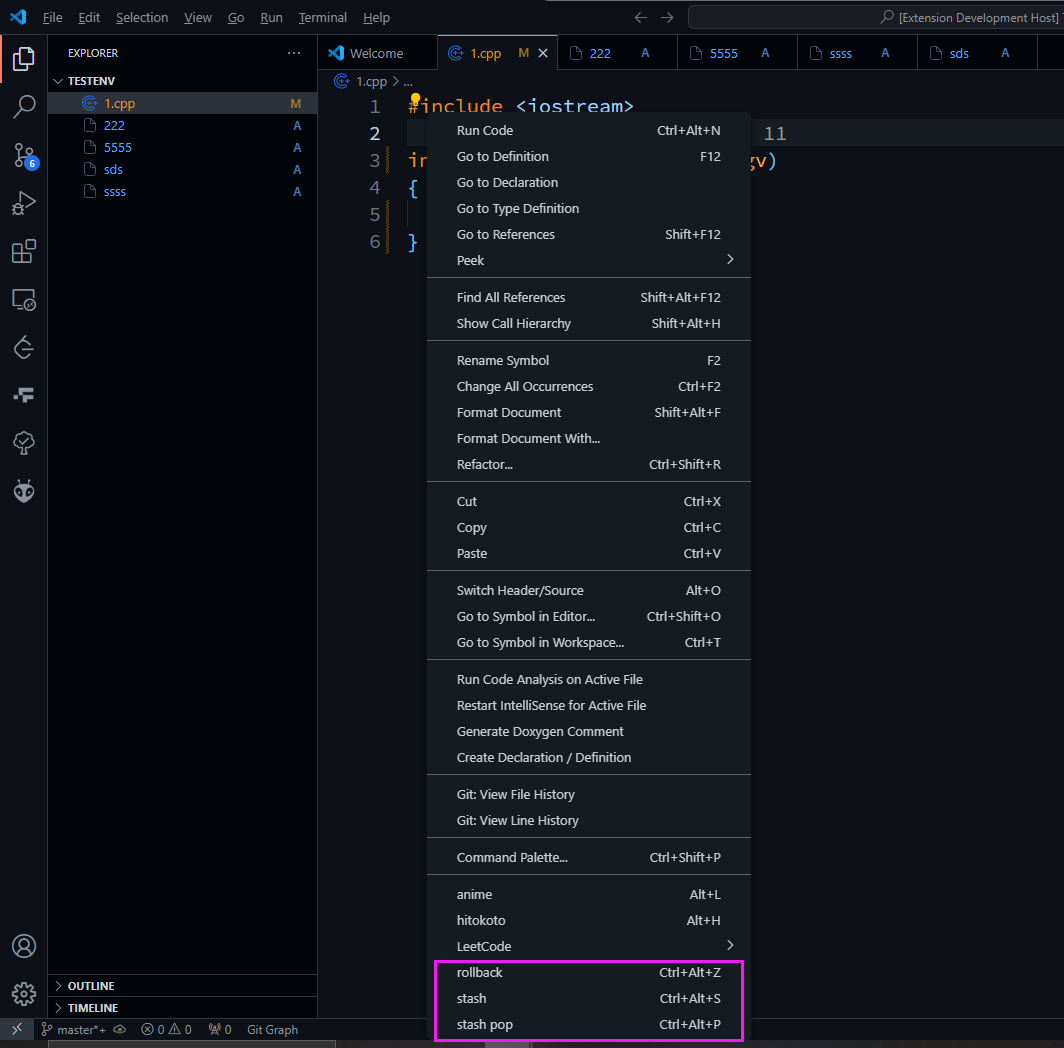 File Edit Selection View Go Run Terminal Help [Extension Development Host]
EXPLORER ...
Welcome 1.cpp M 222 A 5555 A ssss A sds A
TESTENV
1.cpp M
222 A
5555 A
sds A
ssss A
6
1.cpp > ...
1 #include <iostream>
2 11
3 in gv)
4 {
5
6 }
Run Code Ctrl+Alt+N
Go to Definition F12
Go to Declaration
Go to Type Definition
Go to References Shift+F12
Peek
Find All References Shift+Alt+F12
Show Call Hierarchy Shift+Alt+H
Rename Symbol F2
Change All Occurrences Ctrl+F2
Format Document Shift+Alt+F
Format Document With...
Refactor... Ctrl+Shift+R
Cut Ctrl+X
Copy Ctrl+C
Paste Ctrl+V
Switch Header/Source Alt+O
Go to Symbol in Editor... Ctrl+Shift+O
Go to Symbol in Workspace... Ctrl+T
Run Code Analysis on Active File
Restart IntelliSense for Active File
Generate Doxygen Comment
Create Declaration / Definition
Git: View File History
Git: View Line History
Command Palette... Ctrl+Shift+P
anime Alt+L
hitokoto Alt+H
LeetCode
rollback Ctrl+Alt+Z
stash Ctrl+Alt+S
stash pop Ctrl+Alt+P
OUTLINE
TIMELINE
master*+ 0 0 0 Git Graph